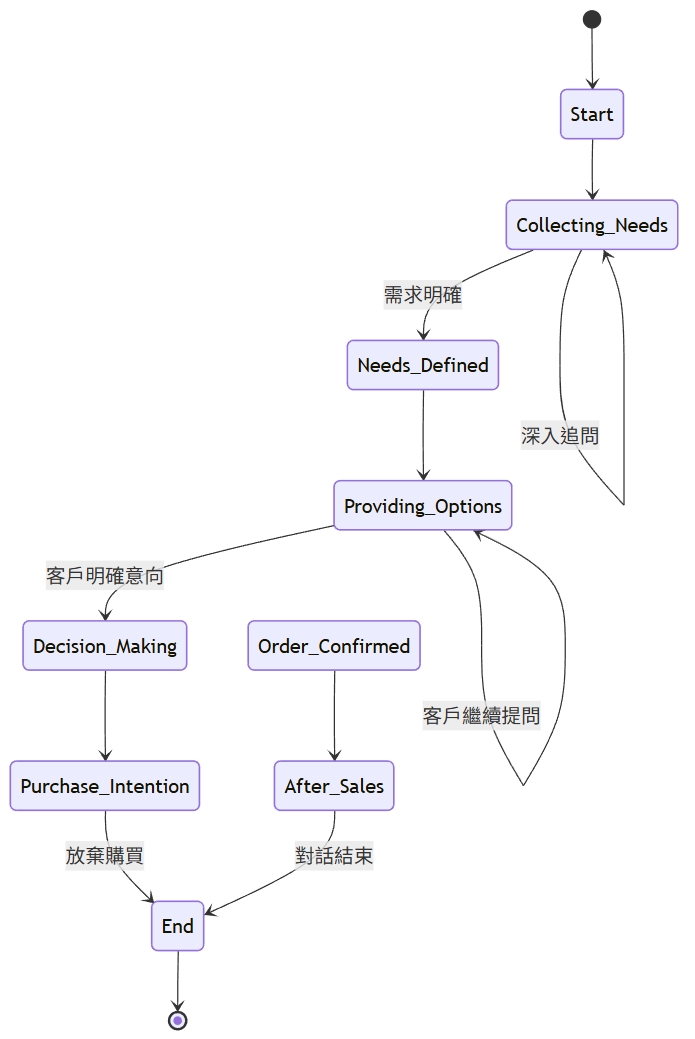 Start
Collecting_Needs
需求明確
Needs_Defined
深入追問
Providing_Options
客戶明確意向
Decision_Making
Order_Confirmed
客戶繼續提問
Purchase_Intention
After_Sales
放棄購買
對話結束
End